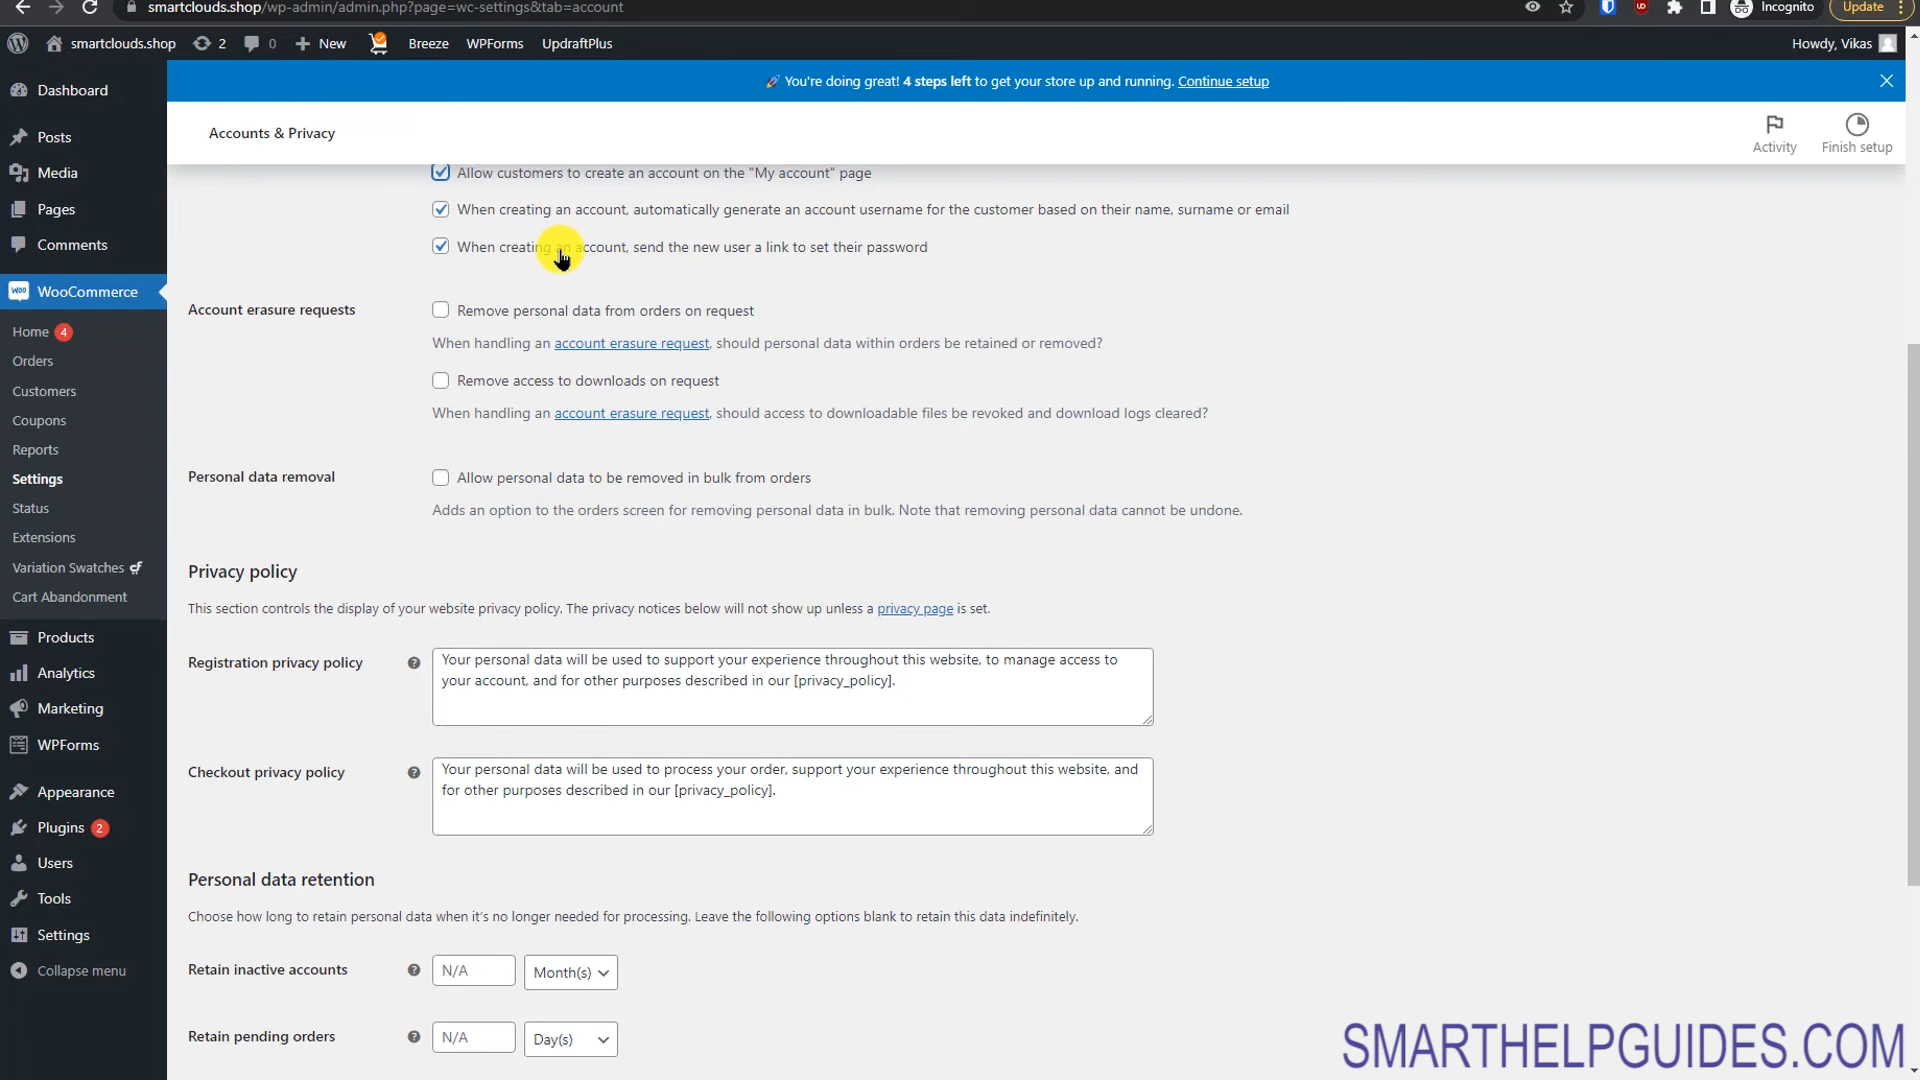 smartclouds.shop/wp-admin/admin.php?page=wc-settings&tab=account
Incognito
Update
smartclouds.shop
2
0
New
Breeze
WPForms
UpdraftPlus
Howdy, Vikas
🚀 You're doing great! 4 steps left to get your store up and running. Continue setup
Accounts & Privacy
Activity
Finish setup
Dashboard
Posts
Media
Pages
Comments
WooCommerce
Home 4
Orders
Customers
Coupons
Reports
Settings
Status
Extensions
Variation Swatches
Cart Abandonment
Products
Analytics
Marketing
WPForms
Appearance
Plugins 2
Users
Tools
Settings
Collapse menu
Allow customers to create an account on the "My account" page
When creating an account, automatically generate an account username for the customer based on their name, surname or email
When creating an account, send the new user a link to set their password
Account erasure requests
Remove personal data from orders on request
When handling an account erasure request, should personal data within orders be retained or removed?
Remove access to downloads on request
When handling an account erasure request, should access to downloadable files be revoked and download logs cleared?
Personal data removal
Allow personal data to be removed in bulk from orders
Adds an option to the orders screen for removing personal data in bulk. Note that removing personal data cannot be undone.
Privacy policy
This section controls the display of your website privacy policy. The privacy notices below will not show up unless a privacy page is set.
Registration privacy policy
Your personal data will be used to support your experience throughout this website, to manage access to
your account, and for other purposes described in our [privacy_policy].
Checkout privacy policy
Your personal data will be used to process your order, support your experience throughout this website, and
for other purposes described in our [privacy_policy].
Personal data retention
Choose how long to retain personal data when it's no longer needed for processing. Leave the following options blank to retain this data indefinitely.
Retain inactive accounts
N/A
Month(s)
Retain pending orders
N/A
Day(s)
SMARTHELPGUIDES.COM